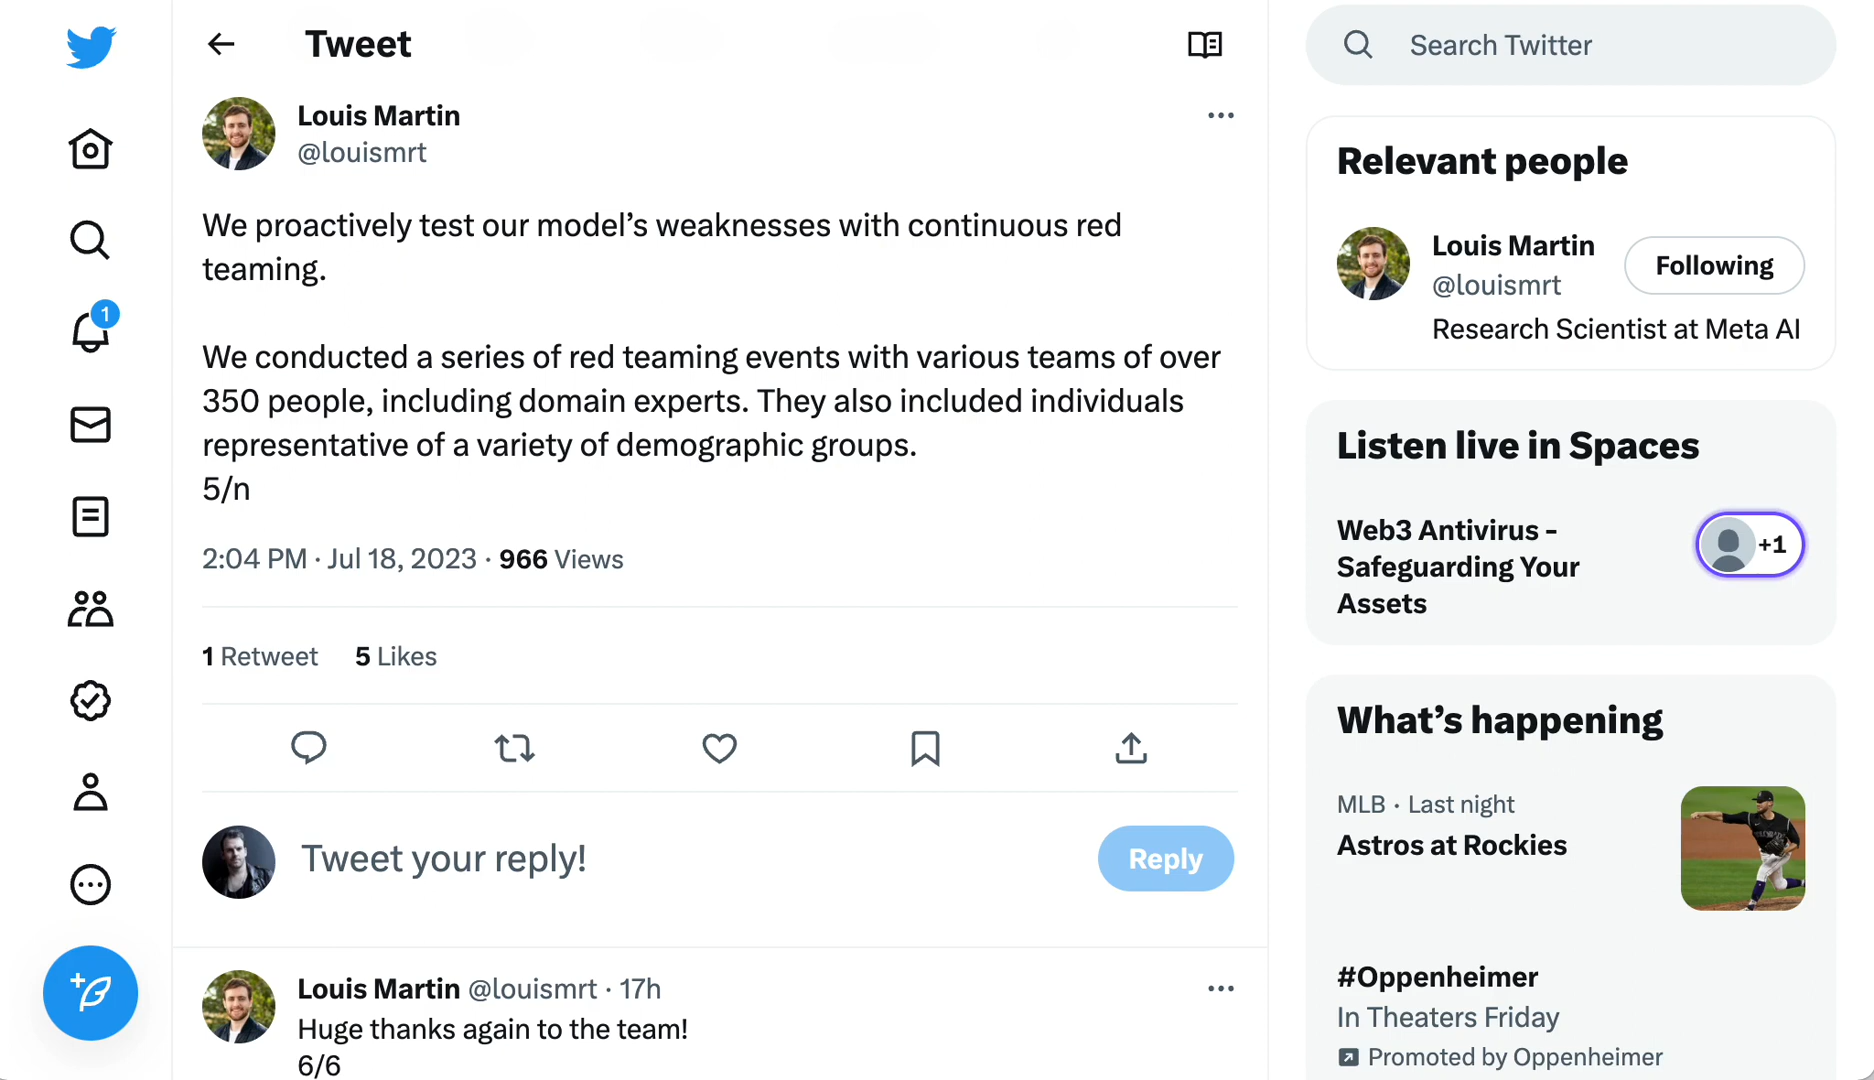 Tweet
Louis Martin
@louismrt
We proactively test our model’s weaknesses with continuous red
teaming.
We conducted a series of red teaming events with various teams of over
350 people, including domain experts. They also included individuals
representative of a variety of demographic groups.
5/n
2:04 PM · Jul 18, 2023 · 966 Views
1 Retweet 5 Likes
Tweet your reply!
Reply
Louis Martin @louismrt · 17h
Huge thanks again to the team!
6/6
1
Search Twitter
Relevant people
Louis Martin
@louismrt
Following
Research Scientist at Meta AI
Listen live in Spaces
Web3 Antivirus -
Safeguarding Your
Assets
+1
What’s happening
MLB · Last night
Astros at Rockies
#Oppenheimer
In Theaters Friday
Promoted by Oppenheimer